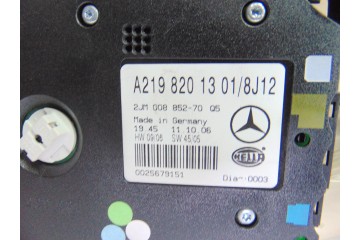 A219 820 13 01/8J12
2JM 008 852-70 Q5
Made in Germany
19.45 11.10.06
HW 09/06 SW 45/05
HELLA
0025679151
Dia-0003